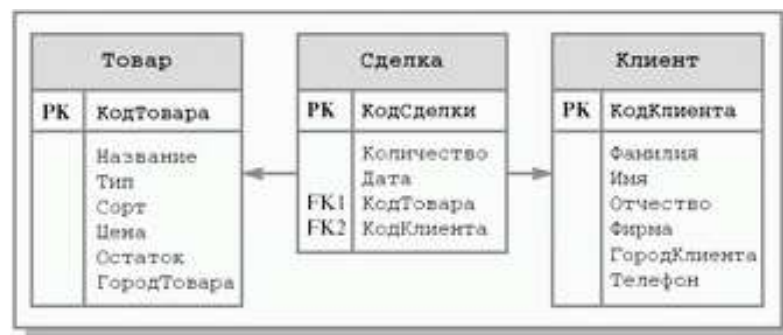 Товар
PK КодТовара
Название
Тип
Сорт
Цена
Остаток
ГородТовара
Сделка
PK КодСделки
Количество
Дата
FK1 КодТовара
FK2 КодКлиента
Клиент
PK КодКлиента
Фамилия
Имя
Отчество
Фирма
ГородКлиента
Телефон